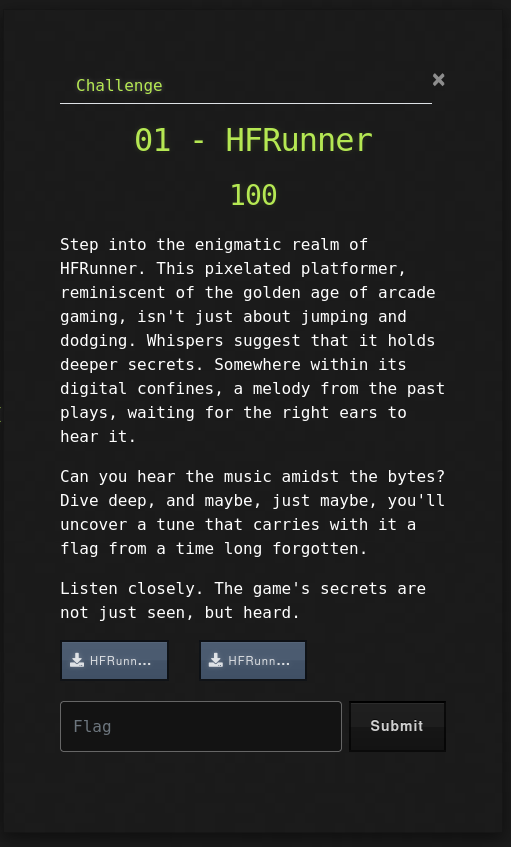 Challenge
×
01 - HFRunner
100
Step into the enigmatic realm of
HFRunner. This pixelated platformer,
reminiscent of the golden age of arcade
gaming, isn't just about jumping and
dodging. Whispers suggest that it holds
deeper secrets. Somewhere within its
digital confines, a melody from the past
plays, waiting for the right ears to
hear it.
Can you hear the music amidst the bytes?
Dive deep, and maybe, just maybe, you'll
uncover a tune that carries with it a
flag from a time long forgotten.
Listen closely. The game's secrets are
not just seen, but heard.
HFRunn... HFRunn...
Flag Submit